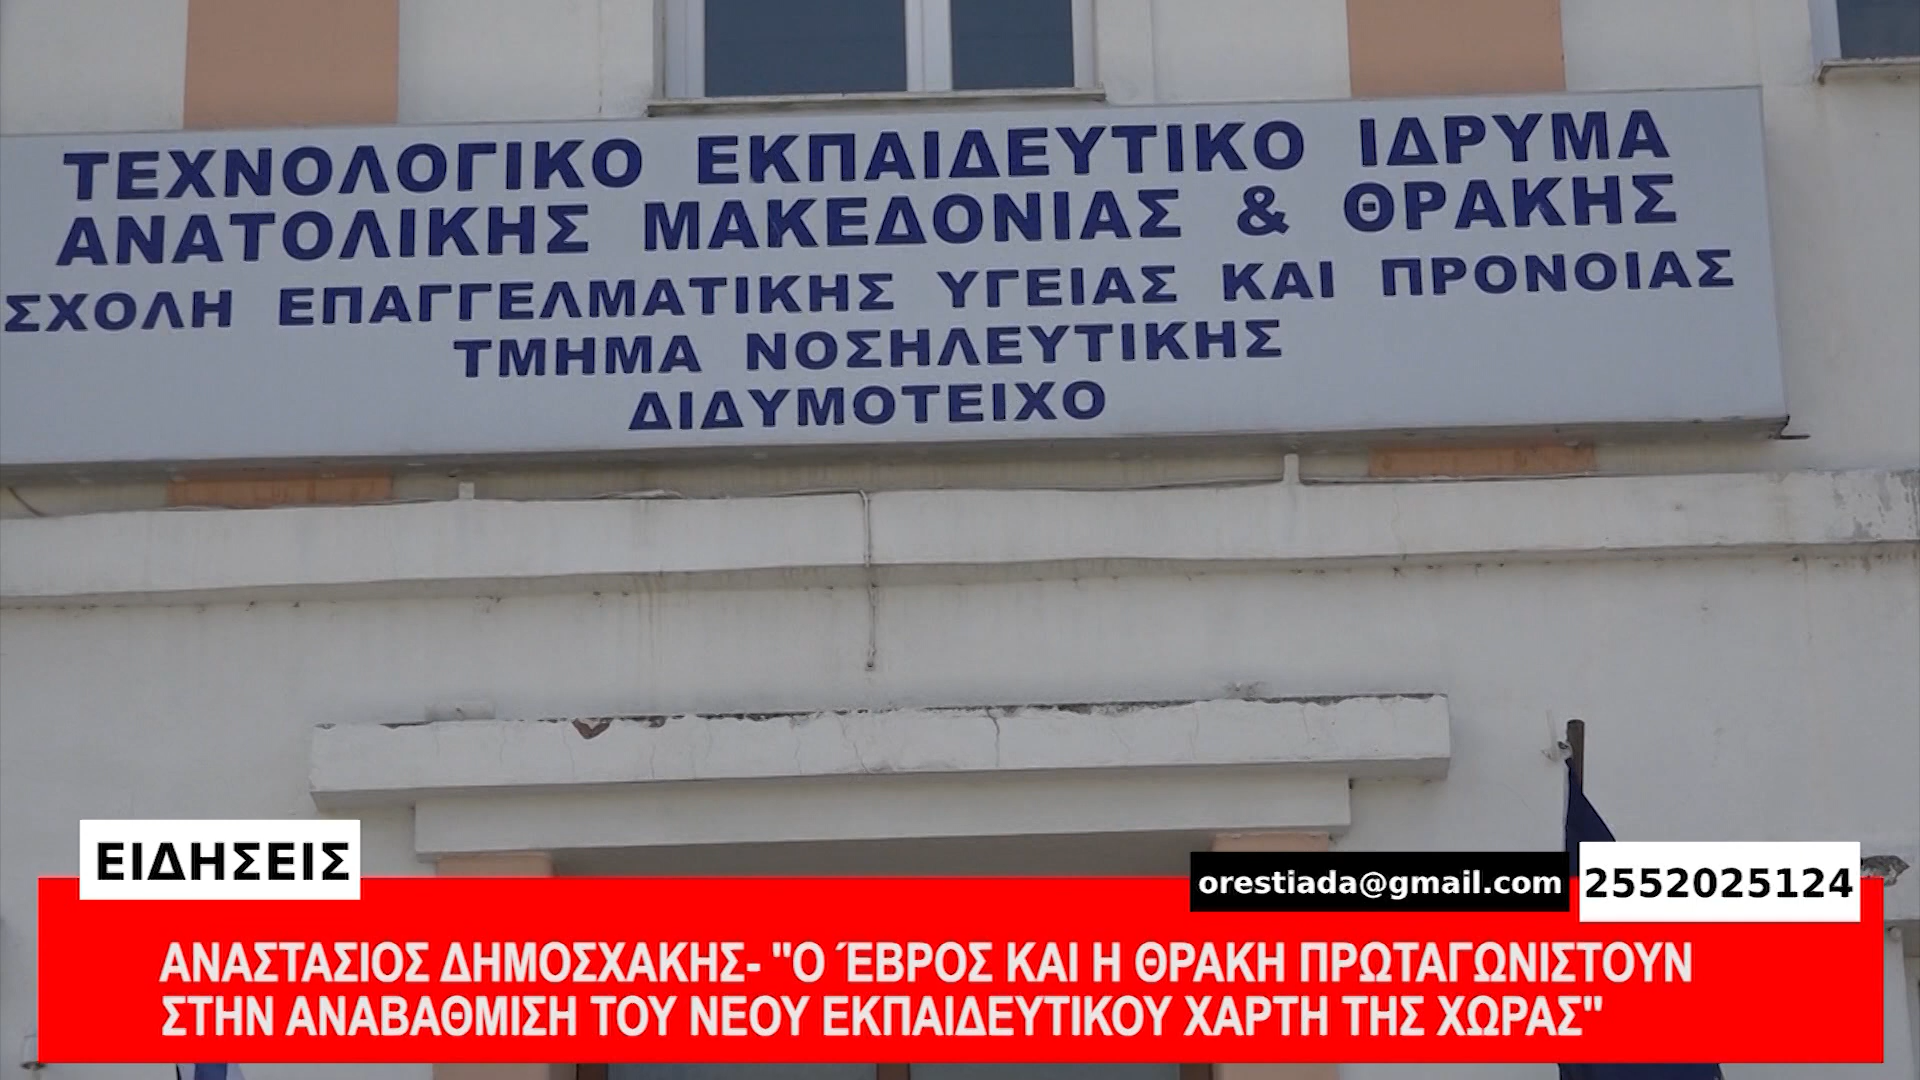 ΤΕΧΝΟΛΟΓΙΚΟ ΕΚΠΑΙΔΕΥΤΙΚΟ ΙΔΡΥΜΑ
ΑΝΑΤΟΛΙΚΗΣ ΜΑΚΕΔΟΝΙΑΣ & ΘΡΑΚΗΣ
ΣΧΟΛΗ ΕΠΑΓΓΕΛΜΑΤΙΚΗΣ ΥΓΕΙΑΣ ΚΑΙ ΠΡΟΝΟΙΑΣ
ΤΜΗΜΑ ΝΟΣΗΛΕΥΤΙΚΗΣ
ΔΙΔΥΜΟΤΕΙΧΟ
ΕΙΔΗΣΕΙΣ
orestiada@gmail.com 2552025124
ΑΝΑΣΤΑΣΙΟΣ ΔΗΜΟΣΧΑΚΗΣ- "Ο ΈΒΡΟΣ ΚΑΙ Η ΘΡΑΚΗ ΠΡΩΤΑΓΩΝΙΣΤΟΥΝ
ΣΤΗΝ ΑΝΑΒΑΘΜΙΣΗ ΤΟΥ ΝΕΟΥ ΕΚΠΑΙΔΕΥΤΙΚΟΥ ΧΑΡΤΗ ΤΗΣ ΧΩΡΑΣ"